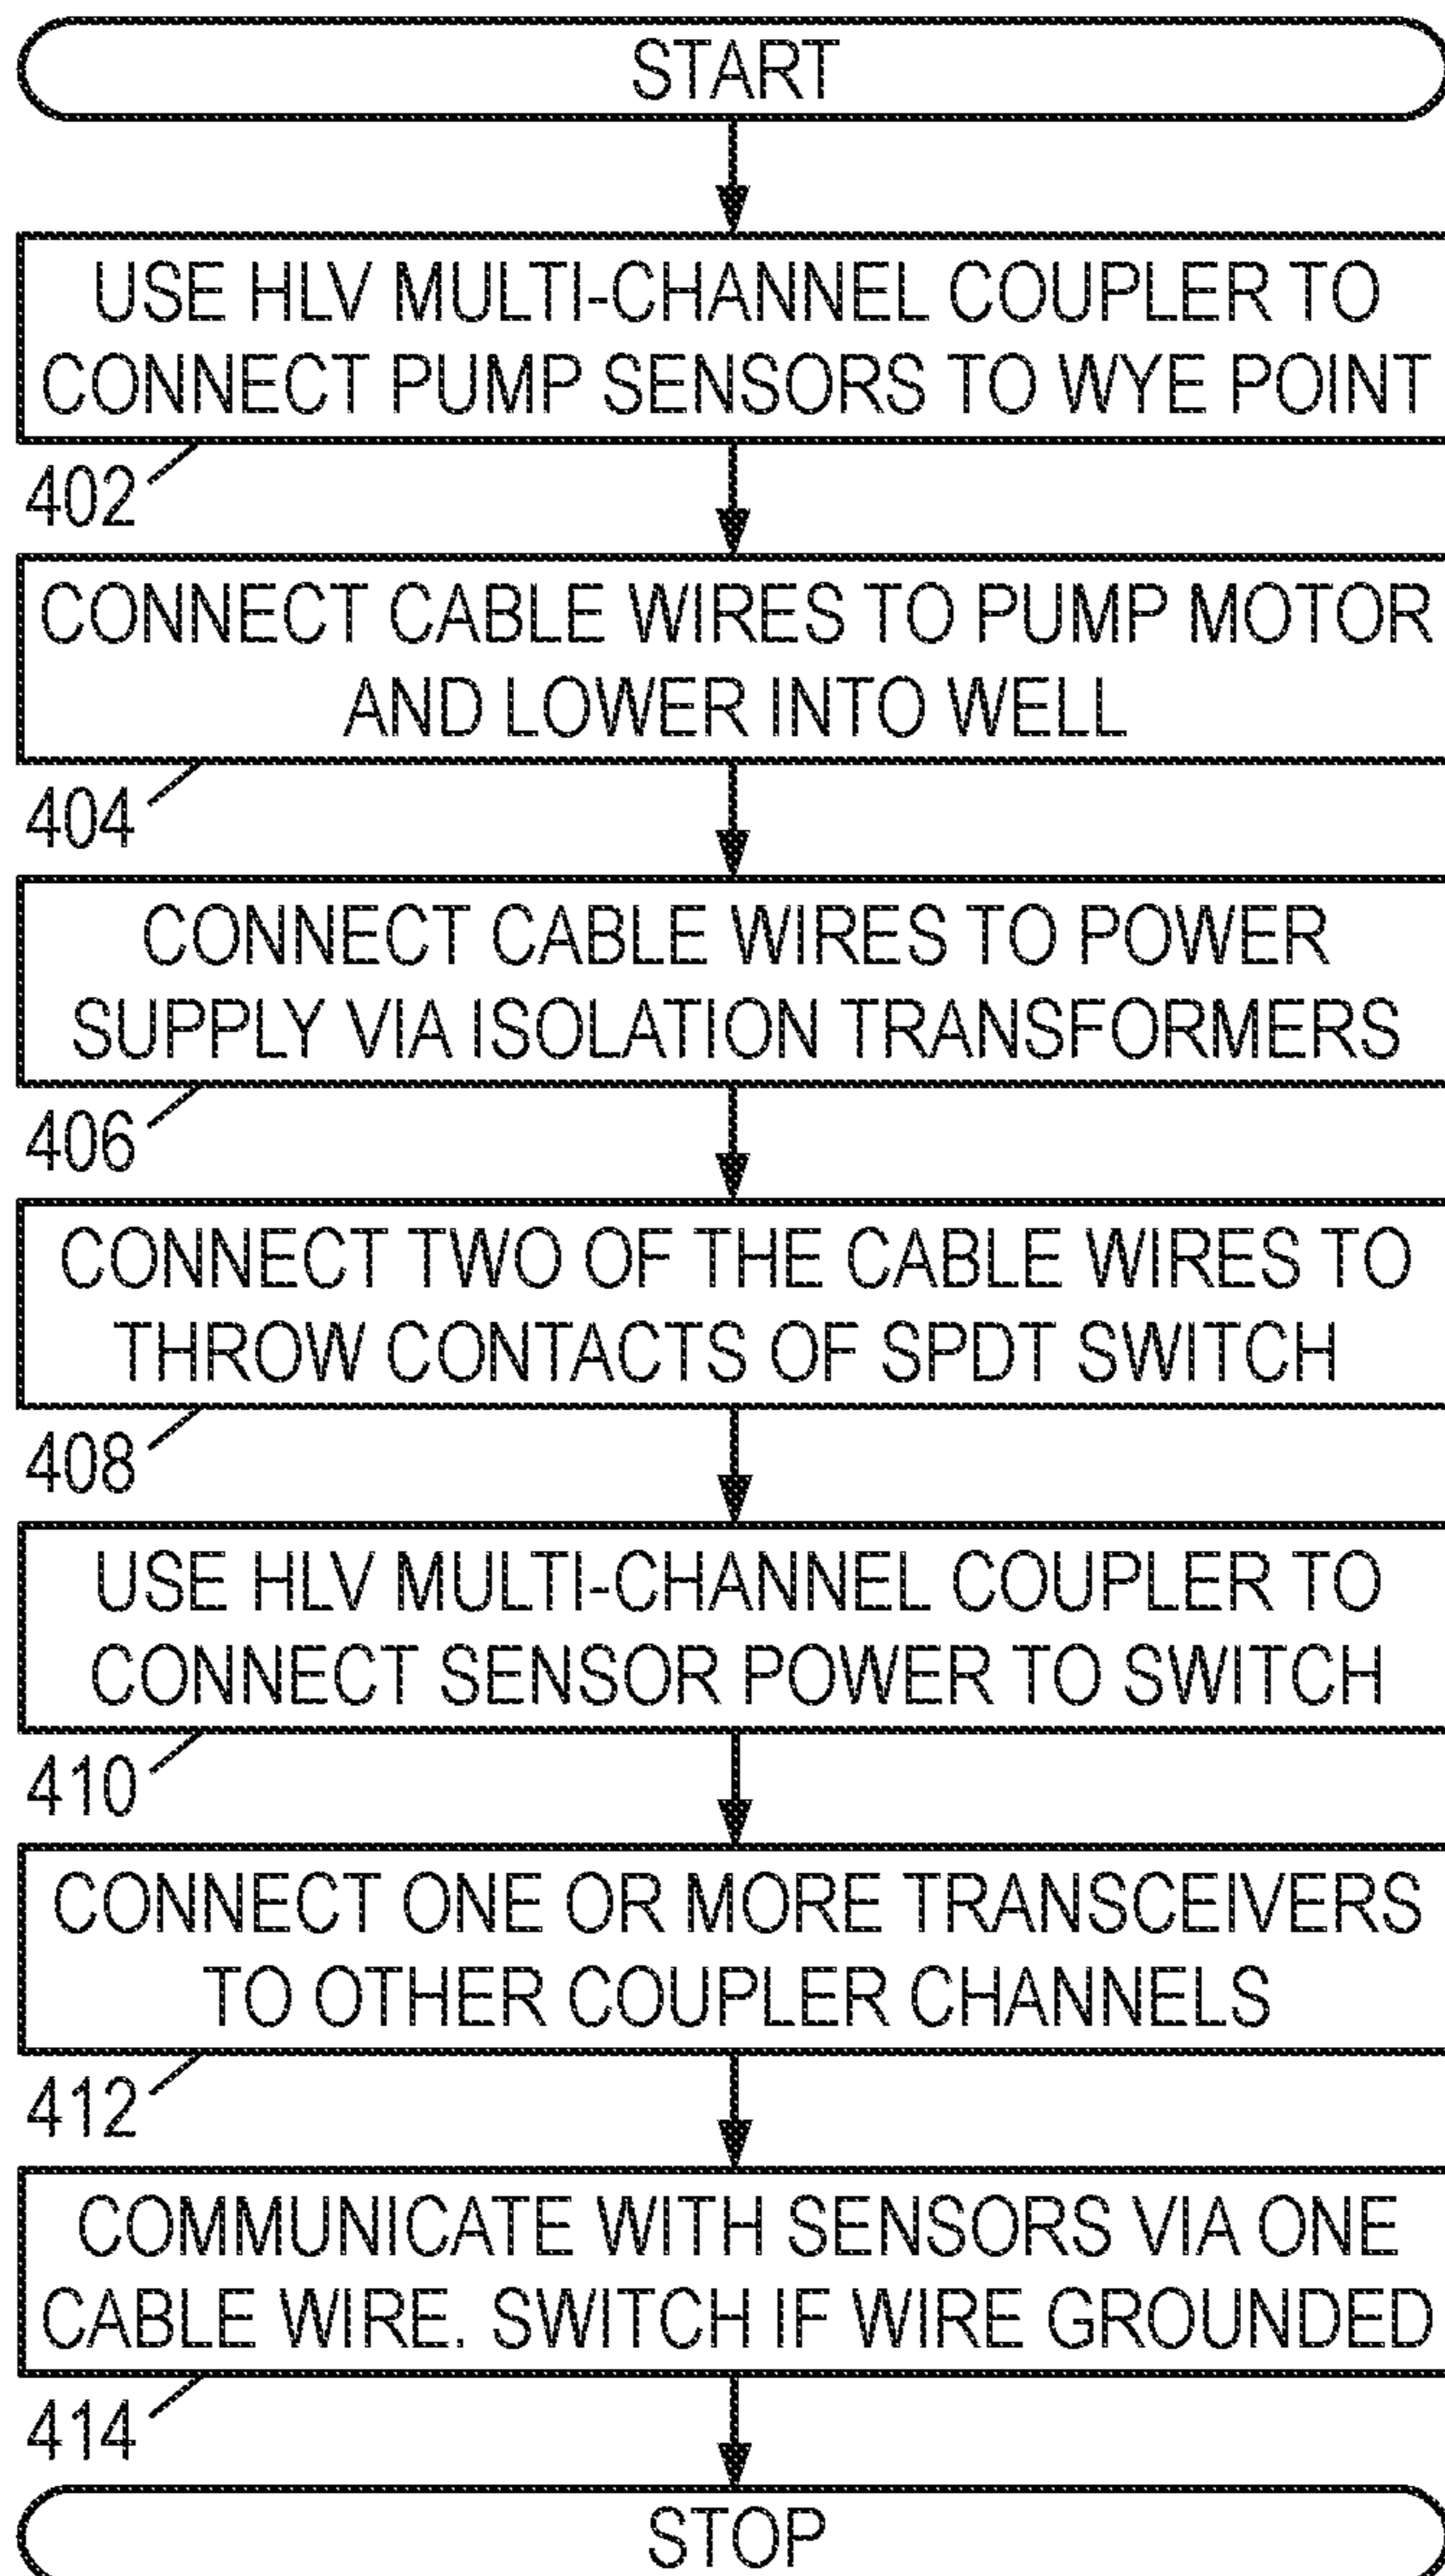 START
USE HLV MULTI-CHANNEL COUPLER TO
CONNECT PUMP SENSORS TO WYE POINT
402
CONNECT CABLE WIRES TO PUMP MOTOR
AND LOWER INTO WELL
404
CONNECT CABLE WIRES TO POWER
SUPPLY VIA ISOLATION TRANSFORMERS
406
CONNECT TWO OF THE CABLE WIRES TO
THROW CONTACTS OF SPDT SWITCH
408
USE HLV MULTI-CHANNEL COUPLER TO
CONNECT SENSOR POWER TO SWITCH
410
CONNECT ONE OR MORE TRANSCEIVERS
TO OTHER COUPLER CHANNELS
412
COMMUNICATE WITH SENSORS VIA ONE
CABLE WIRE. SWITCH IF WIRE GROUNDED
414
STOP